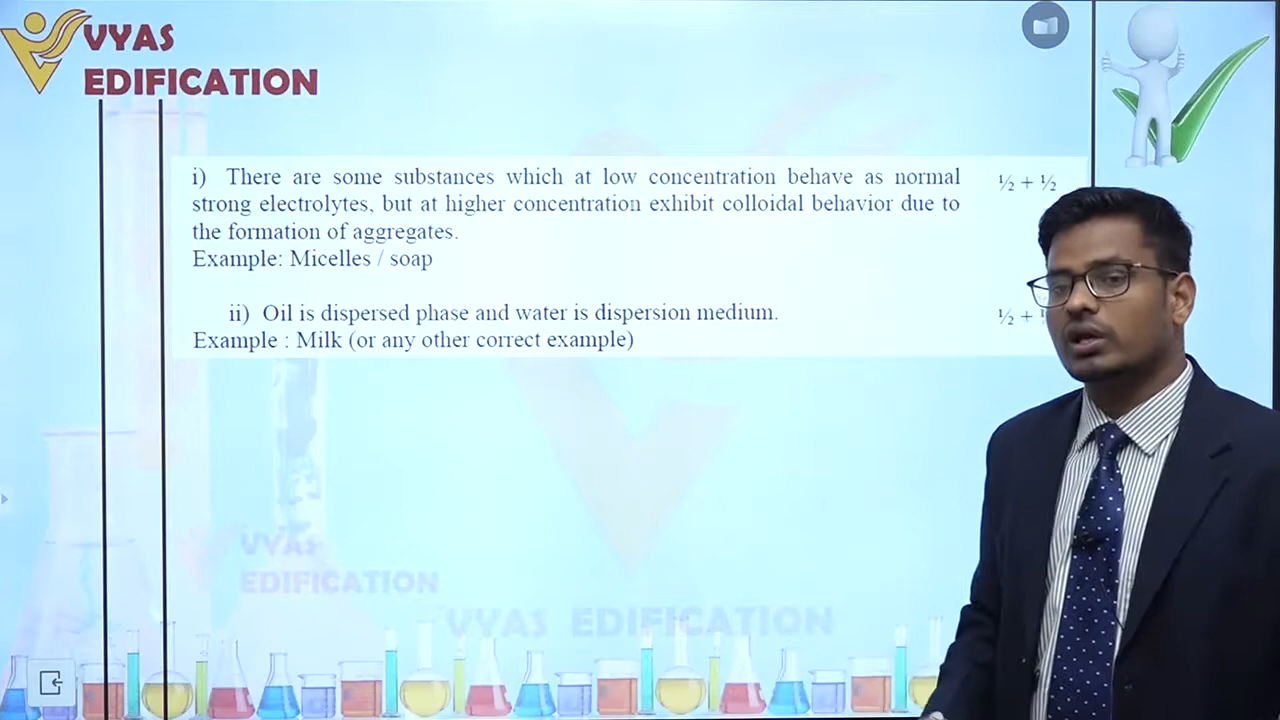 VYAS
EDIFICATION
i) There are some substances which at low concentration behave as normal
½ + ½
strong electrolytes, but at higher concentration exhibit colloidal behavior due to
the formation of aggregates.
Example: Micelles / soap
ii) Oil is dispersed phase and water is dispersion medium.
½ +
Example : Milk (or any other correct example)
VYAS
EDIFICATION
VYAS EDIFICATION